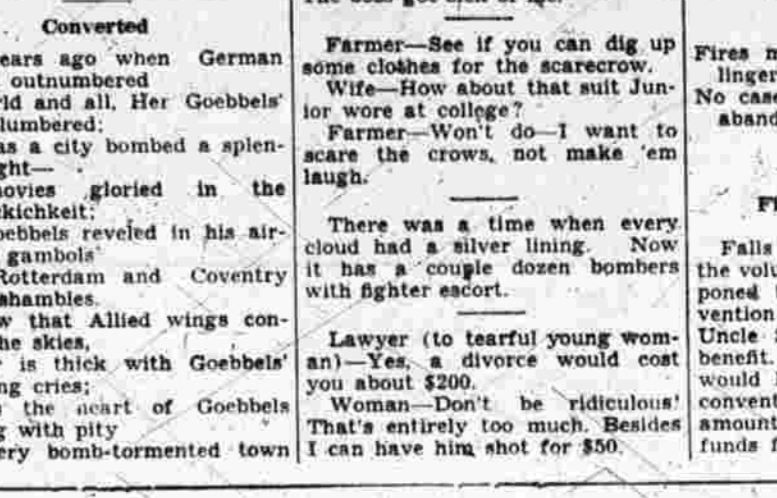 Converted
ears ago when German
outnumbered
ld and all, Her Goebbels'
lumbered;
as a city bombed a splen-
ght—
movies gloried in the
kichkeit;
oebbels reveled in his air-
gambols
Rotterdam and Coventry
shambles.
w that Allied wings con-
he skies,
is thick with Goebbels'
ng cries;
the heart of Goebbels
g with pity
ery bomb-tormented town
Farmer—See if you can dig up
some clothes for the scarecrow.
Wife—How about that suit Jun-
ior wore at college?
Farmer—Won't do—I want to
scare the crows, not make 'em
laugh.
There was a time when every
cloud had a silver lining. Now
it has a couple dozen bombers
with fighter escort.
Lawyer (to tearful young wom-
an)—Yes, a divorce would cost
you about $200.
Woman—Don't be ridiculous!
That's entirely too much. Besides
I can have him shot for $50.
Fires
linger
No cas
aband
Falls
the volu
poned
vention
Uncle
benefit.
would
convent
amount
funds